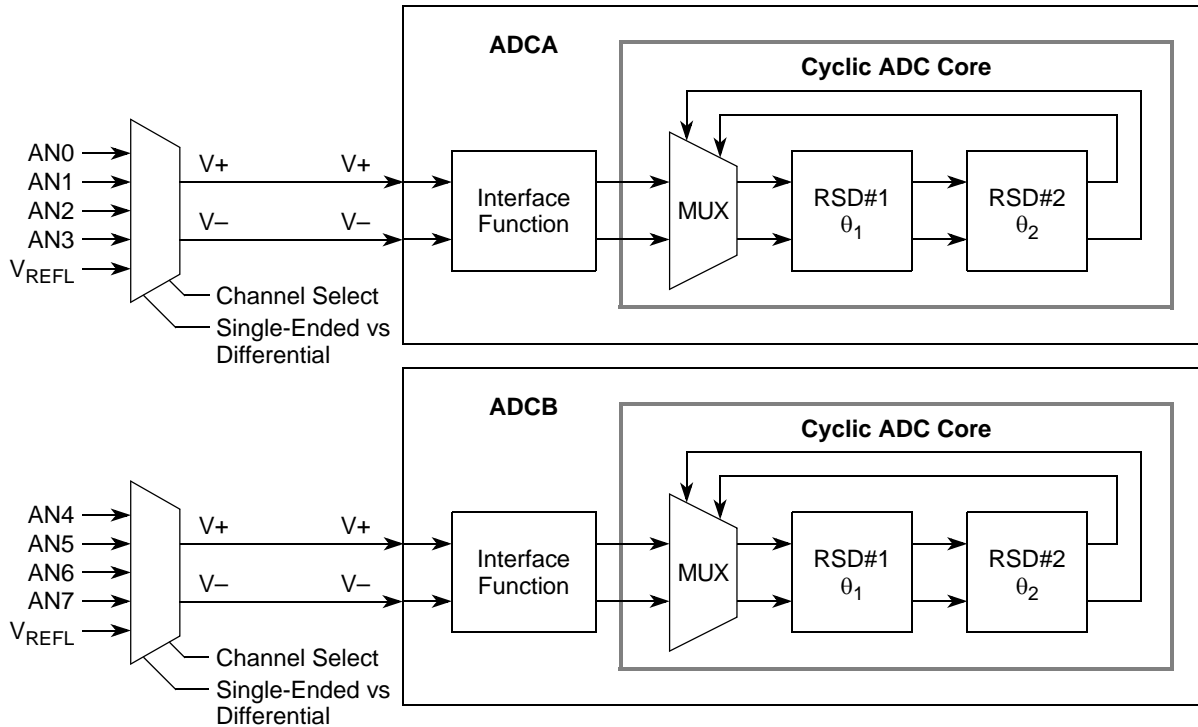 ADCA
Cyclic ADC Core
AN0
AN1
AN2
AN3
V_REFL
V+
V+
V–
V–
Interface
Function
MUX
RSD#1
θ1
RSD#2
θ2
Channel Select
Single-Ended vs
Differential
ADCB
Cyclic ADC Core
AN4
AN5
AN6
AN7
V_REFL
V+
V+
V–
V–
Interface
Function
MUX
RSD#1
θ1
RSD#2
θ2
Channel Select
Single-Ended vs
Differential